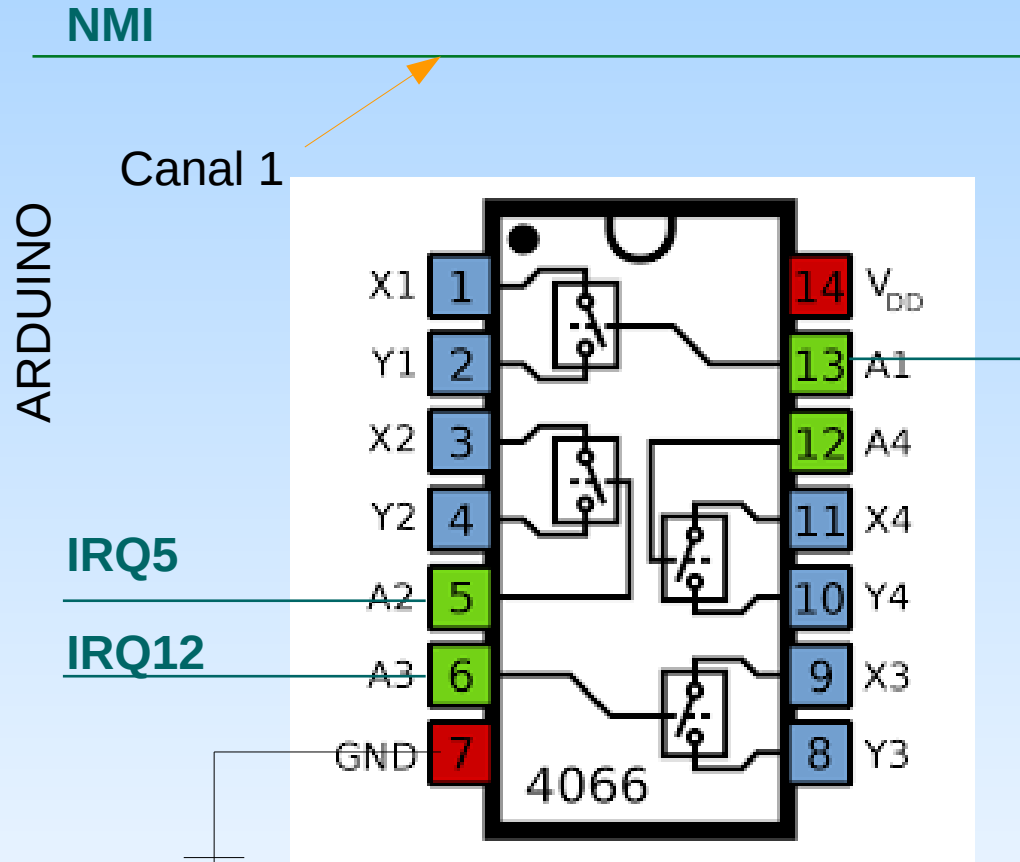 NMI
Canal 1
ARDUINO
X1 1
Y1 2
X2 3
Y2 4
IRQ5
A2 5
IRQ12
A3 6
GND 7
14 VDD
13 A1
12 A4
11 X4
10 Y4
9 X3
8 Y3
4066